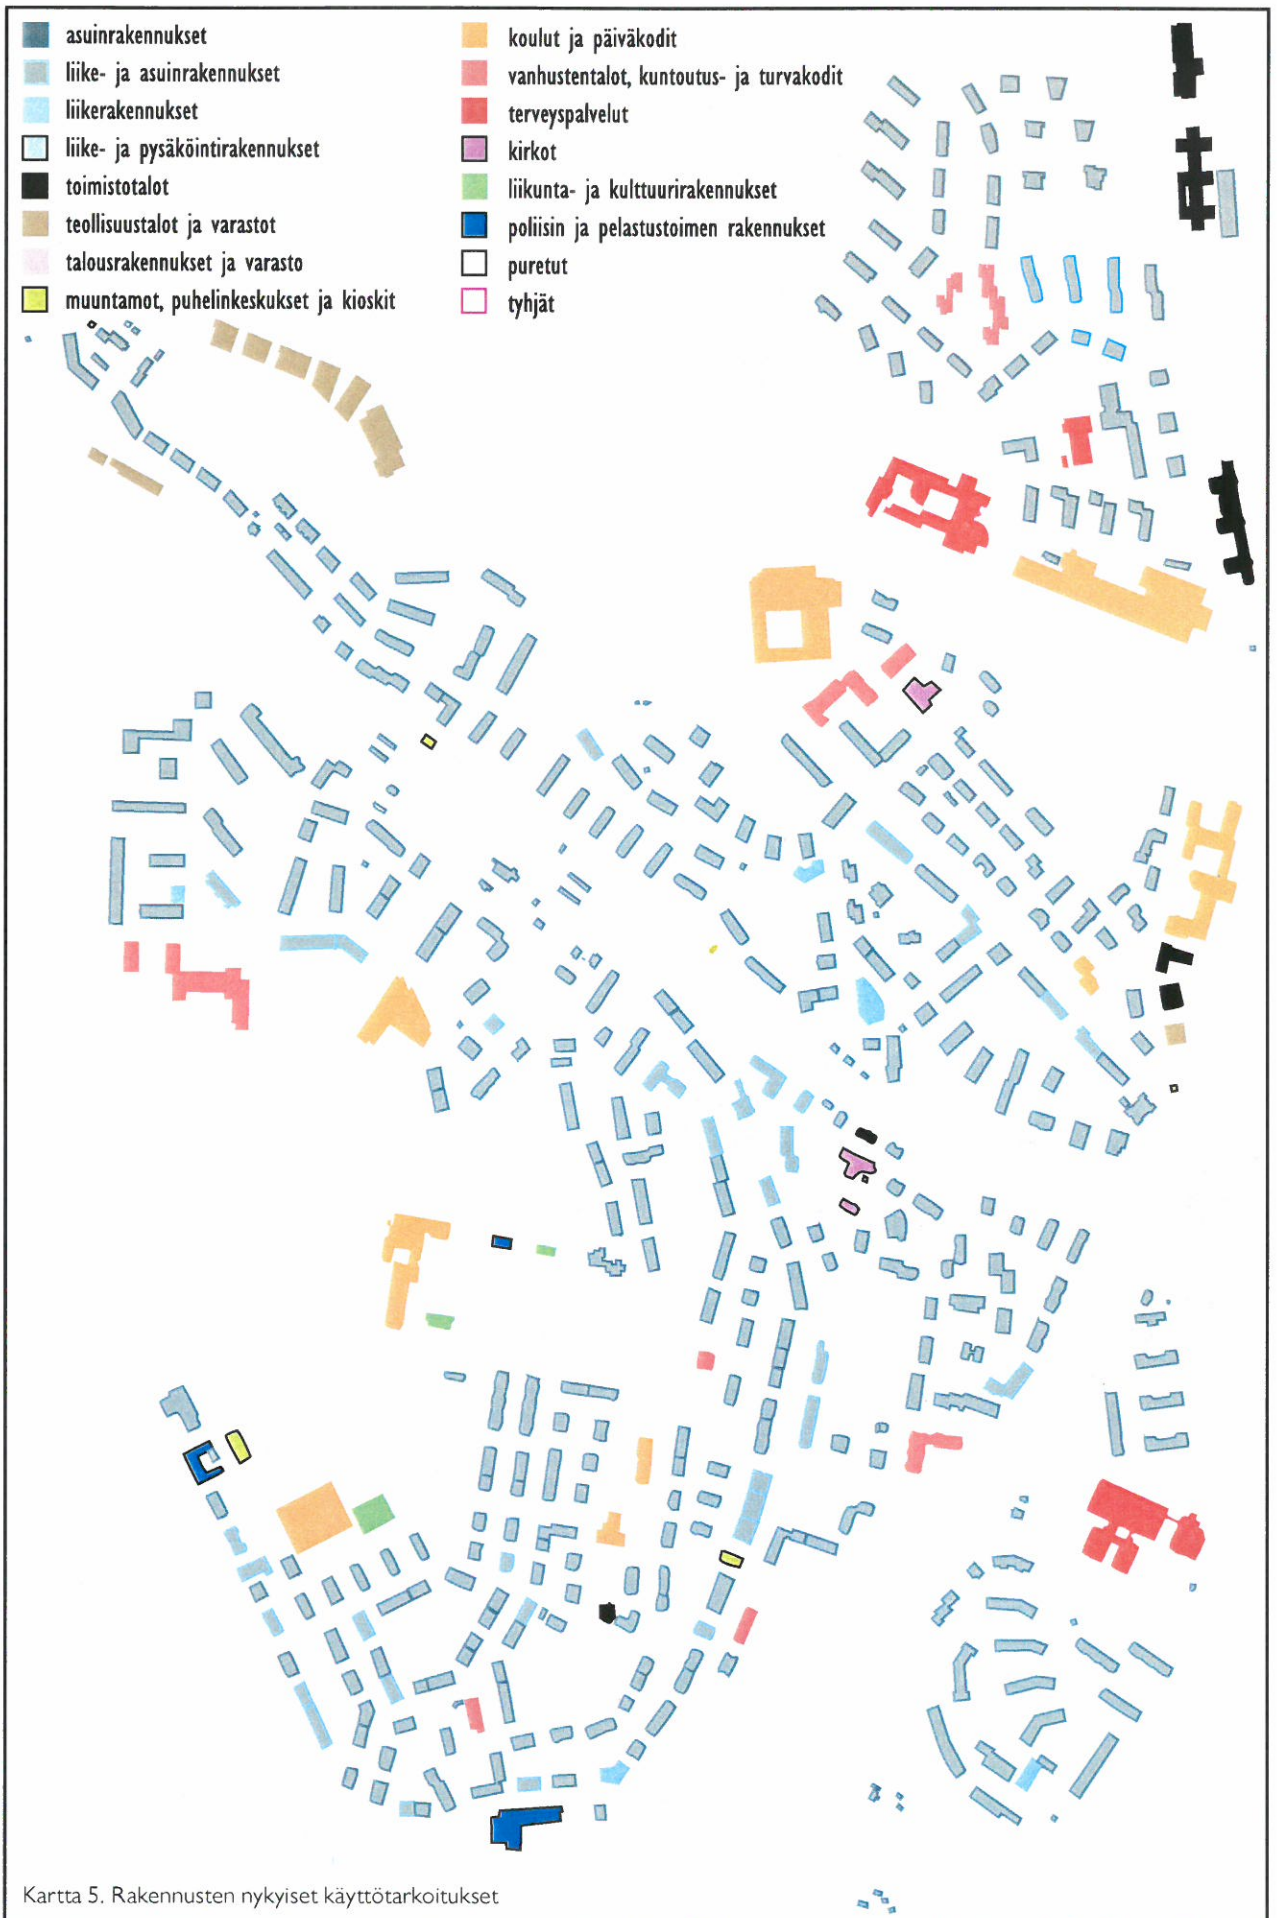 asuinrakennukset
liike- ja asuinrakennukset
liikerakennukset
liike- ja pysäköintirakennukset
toimistotalot
teollisuustalot ja varastot
talousrakennukset ja varasto
muuntamot, puhelinkeskukset ja kioskit
koulut ja päiväkodit
vanhustentalot, kuntoutus- ja turvakodit
terveyspalvelut
kirkot
liikunta- ja kulttuurirakennukset
poliisin ja pelastustoimen rakennukset
puretut
tyhjät
Kartta 5. Rakennusten nykyiset käyttötarkoitukset